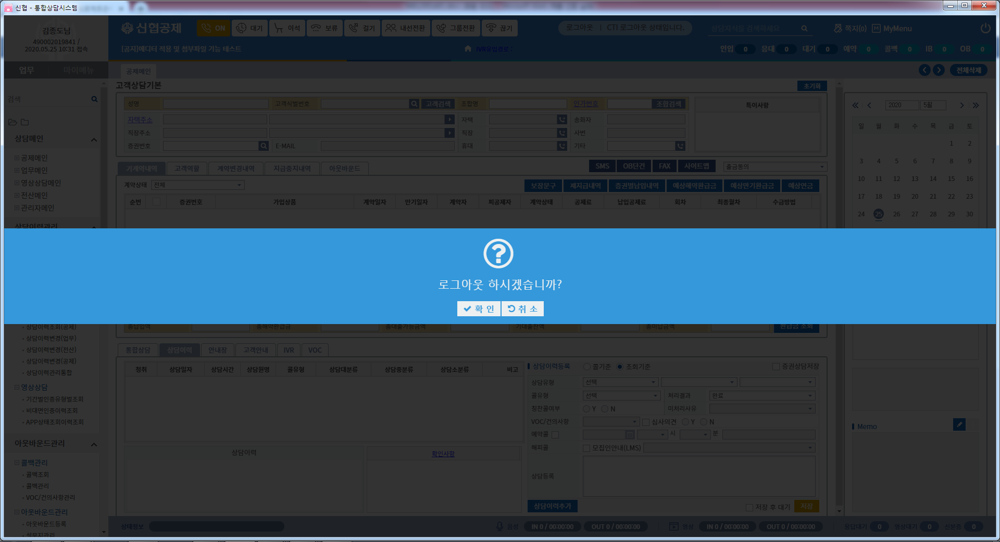 신협 - 통합상담시스템
김종도님
490002019841 /
2020.05.25 10:31 접속
신협공제
ON 대기 이석 보류 걸기 내선전환 그룹전환 끊기
로그아웃 | CTI 로그아웃 상태입니다.
상담지식을 검색하세요
쪽지(0) MyMenu
[공지]에디터 적용 및 첨부파일 기능 테스트
IVR유입경로 :
인입 0 응대 0 대기 0 예약 0 콜백 0 IB 0 OB 0
업무 마이메뉴
공제메인
전체삭제
검색
상담메인
공제메인
업무메인
영상상담메인
전산메인
관리자메인
상담이력관리
상담이력조회(공제)
상담이력변경(업무)
상담이력변경(전산)
상담이력변경(공제)
상담이력관리통합
영상상담
기간별인증유형별조회
비대면인증이력조회
APP상태조회이력조회
아웃바운드관리
콜백관리
콜백조회
콜백관리
VOC/건의사항관리
아웃바운드관리
아웃바운드등록
설문지관리
고객상담기본
초기화
성명 고객식별번호 고객검색 조합명 인가번호 조합검색
특이사항
자택주소 자택 송화자
직장주소 직장 사번
증권번호 E-MAIL 휴대 기타
기계약내역 고객역할 계약변경내역 지급중지내역 아웃바운드
SMS OB단건 FAX 사이트맵 출금동의
계약상태 전체
보장문구 제지급내역 증권별납입내역 예상해약환급금 예상만기환급금 예상연금
순번 증권번호 가입상품 계약일자 만기일자 계약자 피공제자 계약상태 공제료 납입공제료 회차 최종월차 수금방법
로그아웃 하시겠습니까?
확 인 취 소
총납입액 총해약환급금 총대출가능금액 기대출잔액 총미납금액 환급금 조회
통합상담 상담이력 안내장 고객안내 IVR VOC
청취 상담일자 상담시간 상담원명 콜유형 상담대분류 상담중분류 상담소분류 비고
상담이력 확인사항
상담이력등록 콜기준 조회기준 증권상담저장
상담유형 선택
콜유형 선택 처리결과 완료
칭찬콜여부 Y N 미처리사유
VOC/건의사항 심사의견 Y N
예약콜 시 분
해피콜 모집인안내(LMS)
상담등록
상담이력추가 저장 후 대기 저장
2020 5월
일 월 화 수 목 금 토
1 2
3 4 5 6 7 8 9
10 11 12 13 14 15 16
17 18 19 20 21 22 23
24 25 26 27 28 29 30
Memo
상태정보
음성 IN 0 / 00:00:00 OUT 0 / 00:00:00
영상 IN 0 / 00:00:00 OUT 0 / 00:00:00
응답대기 0 영상대기 0 신분증 0